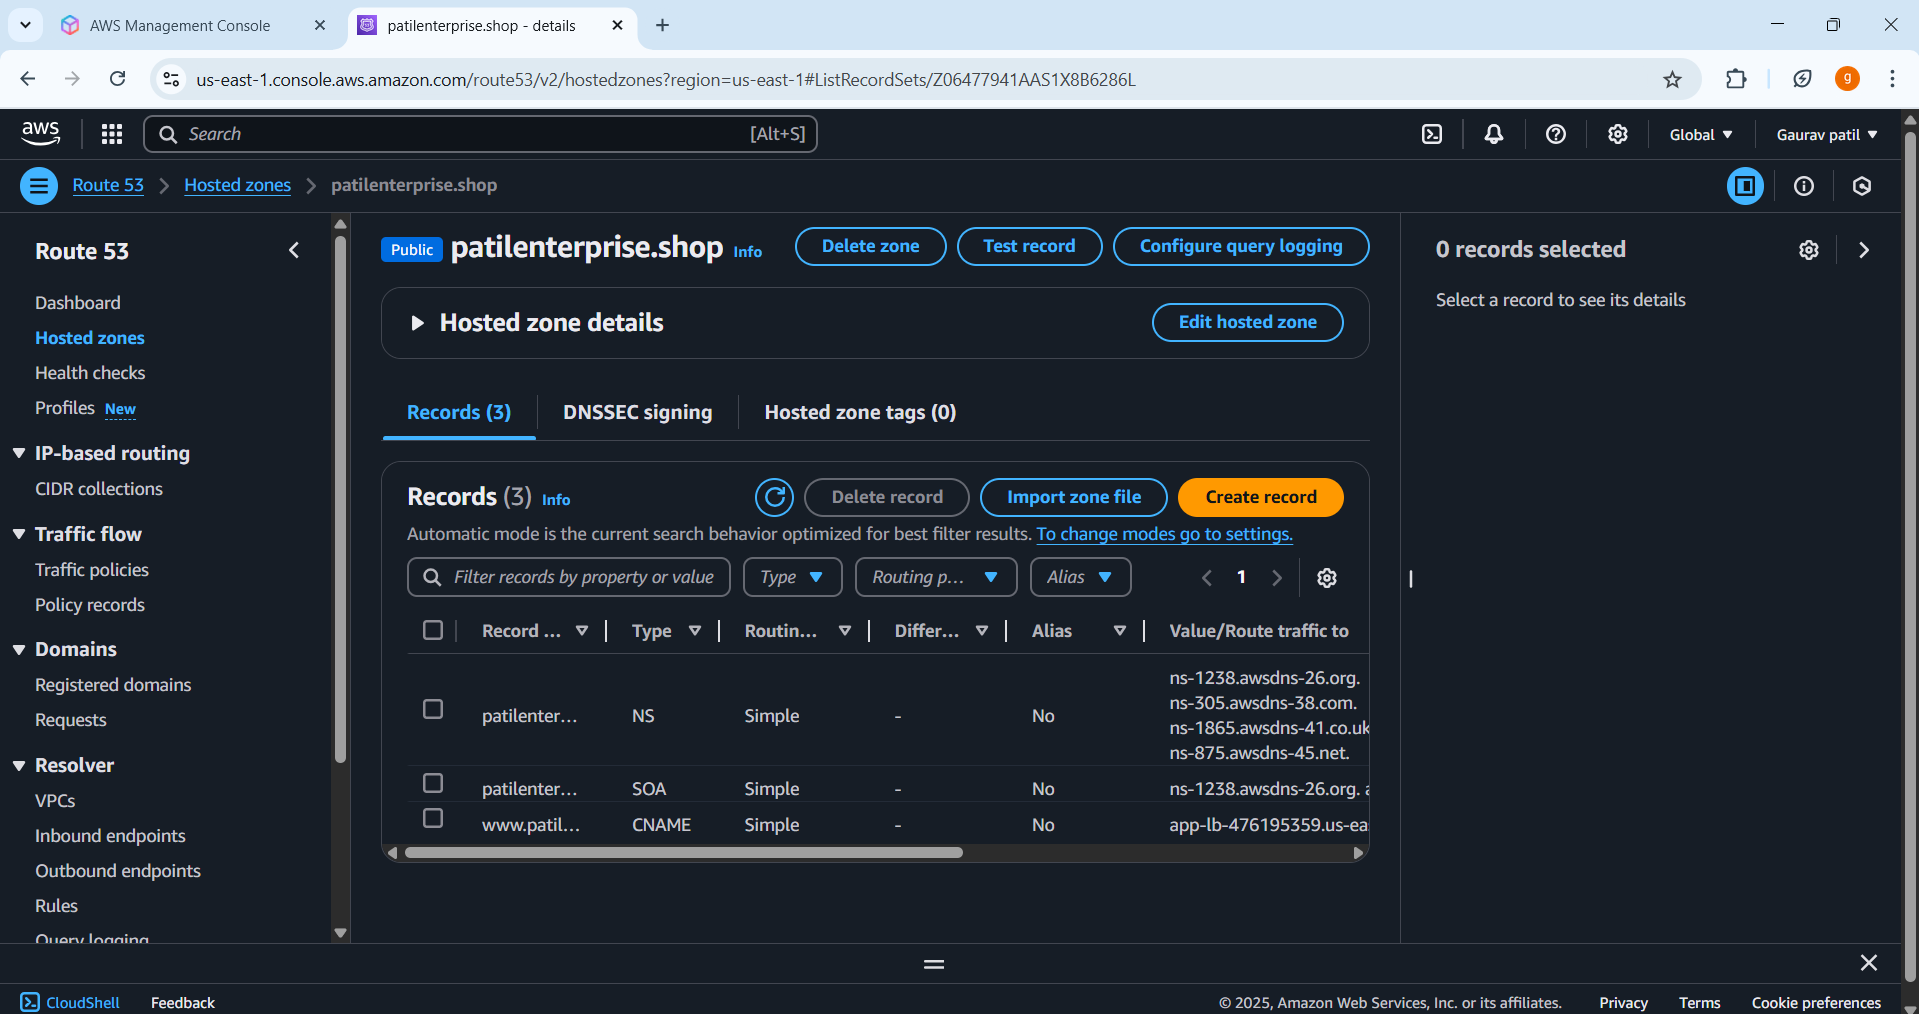 AWS Management Console
patilenterprise.shop - details
us-east-1.console.aws.amazon.com/route53/v2/hostedzones?region=us-east-1#ListRecordSets/Z06477941AAS1X8B6286L
g
aws
Search [Alt+S]
Global
Gaurav patil
Route 53
Hosted zones
patilenterprise.shop
Route 53
Dashboard
Hosted zones
Health checks
Profiles New
IP-based routing
CIDR collections
Traffic flow
Traffic policies
Policy records
Domains
Registered domains
Requests
Resolver
VPCs
Inbound endpoints
Outbound endpoints
Rules
Query logging
Public patilenterprise.shop Info
Delete zone
Test record
Configure query logging
Hosted zone details
Edit hosted zone
Records (3)
DNSSEC signing
Hosted zone tags (0)
Records (3) Info
Delete record
Import zone file
Create record
Automatic mode is the current search behavior optimized for best filter results. To change modes go to settings.
Filter records by property or value
Type
Routing p...
Alias
1
Record ... Type Routin... Differ... Alias Value/Route traffic to
patilenter... NS Simple - No
ns-1238.awsdns-26.org.
ns-305.awsdns-38.com.
ns-1865.awsdns-41.co.uk
ns-875.awsdns-45.net.
patilenter... SOA Simple - No ns-1238.awsdns-26.org. a
www.patil... CNAME Simple - No app-lb-476195359.us-ea
0 records selected
Select a record to see its details
CloudShell
Feedback
© 2025, Amazon Web Services, Inc. or its affiliates.
Privacy
Terms
Cookie preferences